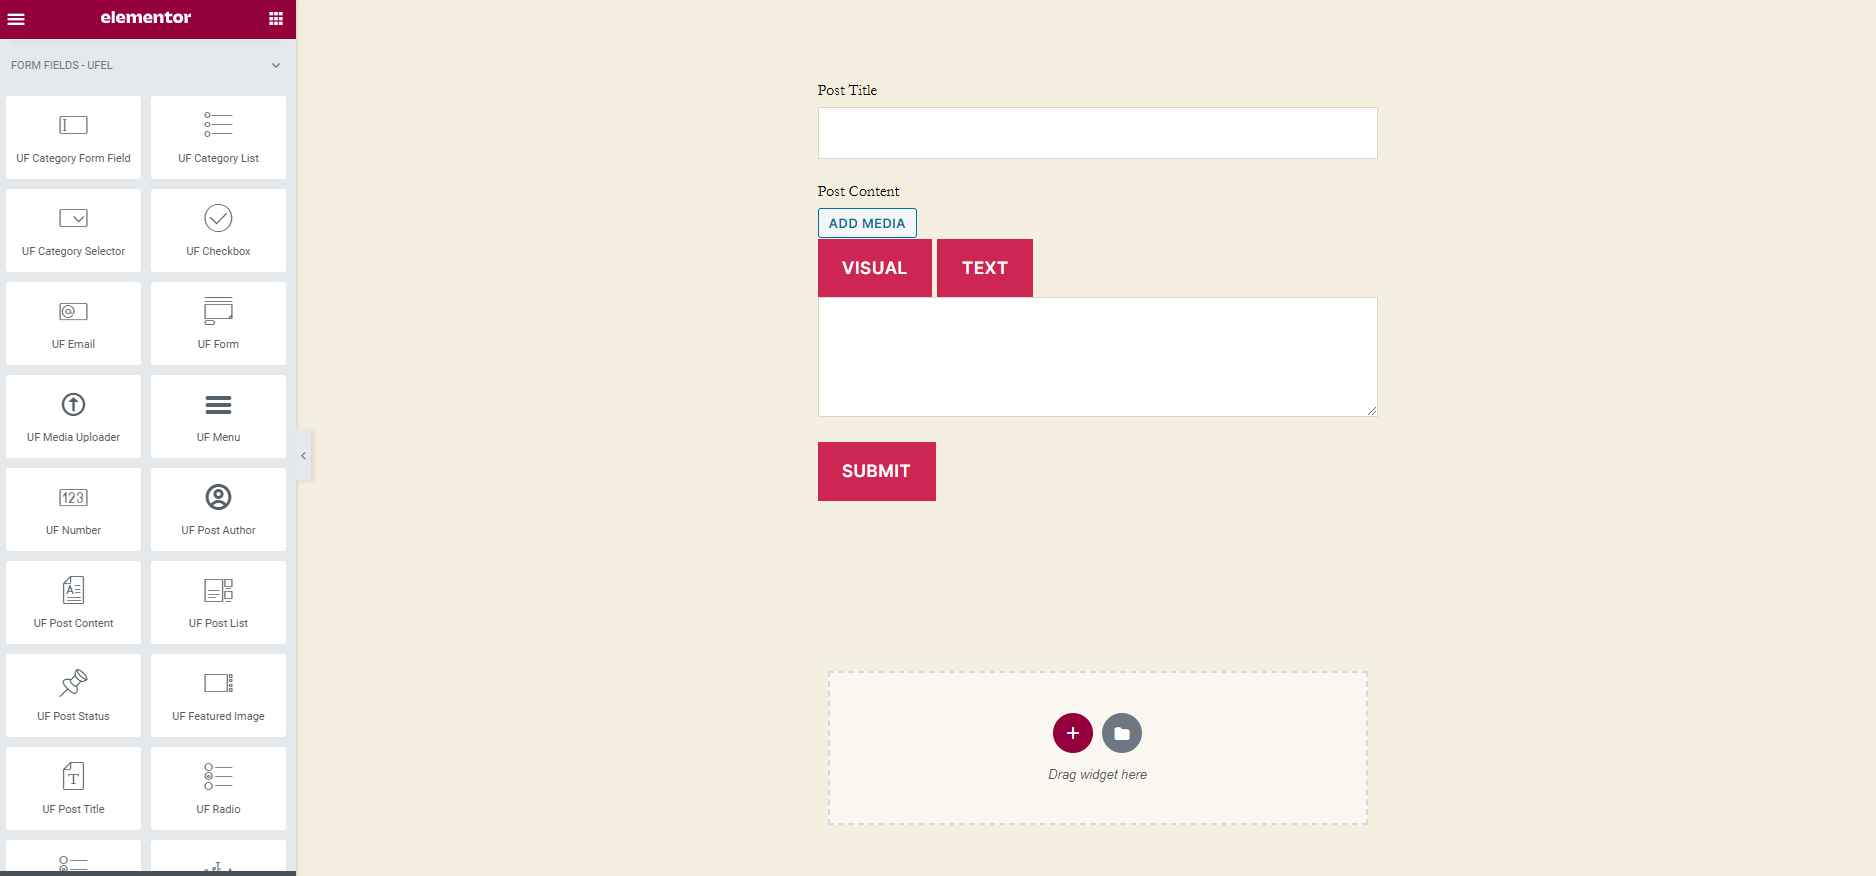 elementor
FORM FIELDS - UFEL
UF Category Form Field
UF Category List
UF Category Selector
UF Checkbox
@
UF Email
UF Form
UF Media Uploader
UF Menu
123
UF Number
UF Post Author
A
UF Post Content
UF Post List
UF Post Status
UF Featured Image
T
UF Post Title
UF Radio
Post Title
Post Content
ADD MEDIA
VISUAL TEXT
SUBMIT
Drag widget here